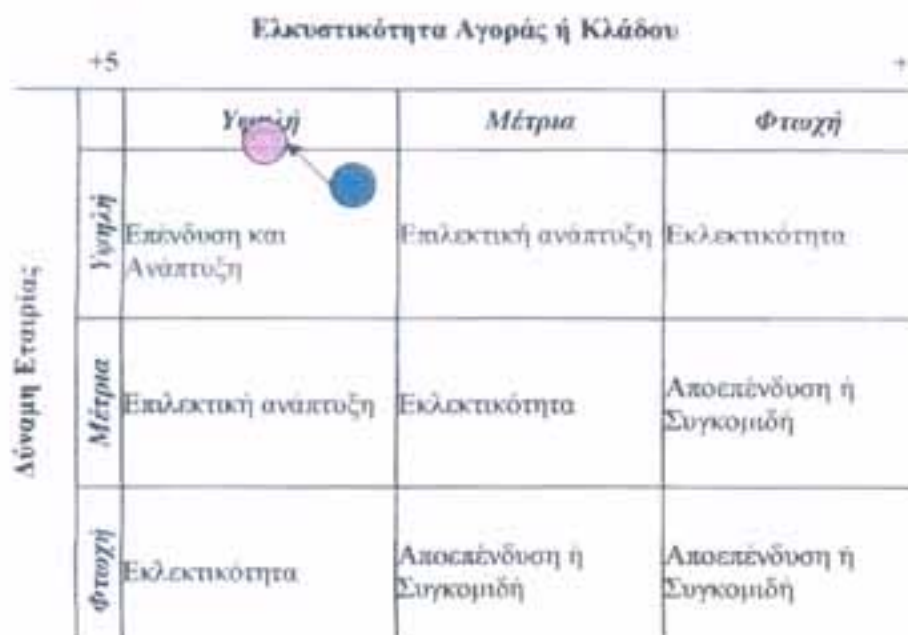 Ελκυστικότητα Αγοράς ή Κλάδου
+5
+
Υψηλή
Μέτρια
Φτωχή
Δύναμη Εταιρίας
Υψηλή
Επένδυση και
Ανάπτυξη
Επιλεκτική ανάπτυξη
Εκλεκτικότητα
Μέτρια
Επιλεκτική ανάπτυξη
Εκλεκτικότητα
Αποεπένδυση ή
Συγκομιδή
Φτωχή
Εκλεκτικότητα
Αποεπένδυση ή
Συγκομιδή
Αποεπένδυση ή
Συγκομιδή